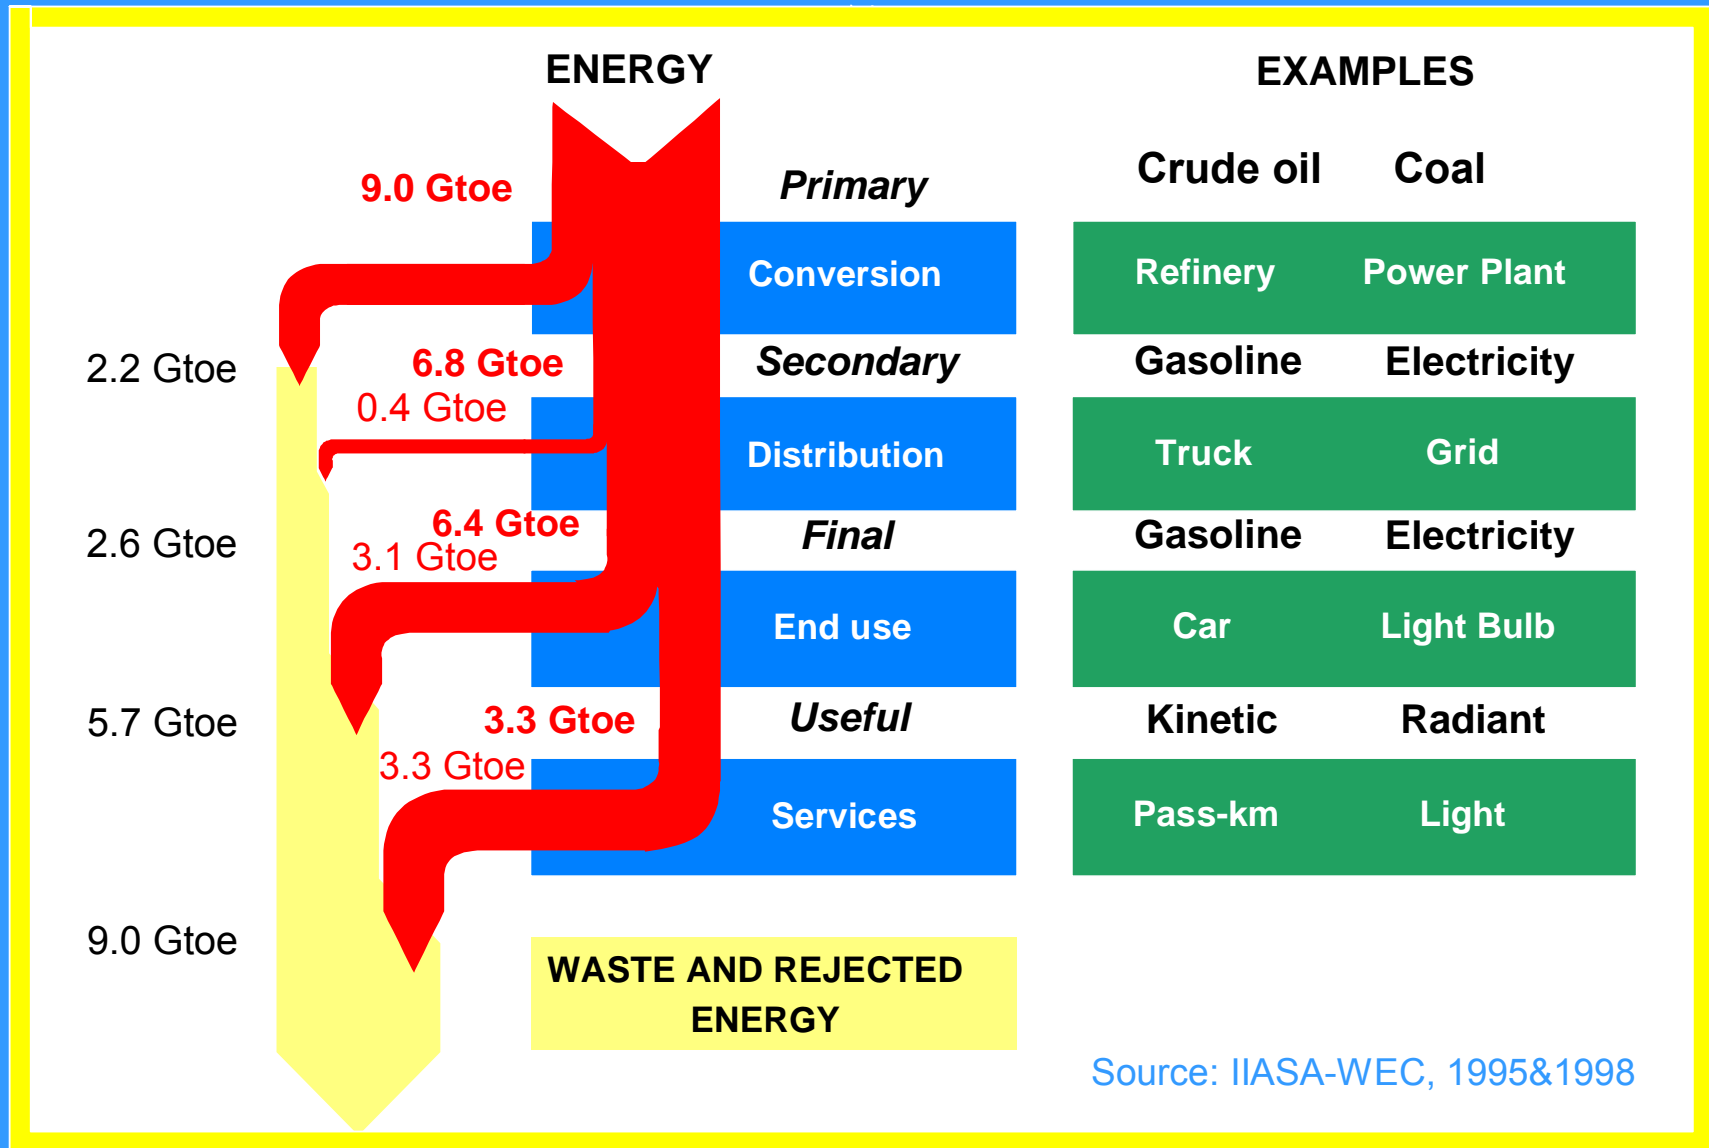 ENERGY EXAMPLES
Crude oil Coal
9.0 Gtoe Primary
Conversion Refinery Power Plant
2.2 Gtoe 6.8 Gtoe Secondary Gasoline Electricity
0.4 Gtoe
Distribution Truck Grid
6.4 Gtoe Final Gasoline Electricity
2.6 Gtoe 3.1 Gtoe
End use Car Light Bulb
5.7 Gtoe 3.3 Gtoe Useful Kinetic Radiant
3.3 Gtoe
Services Pass-km Light
9.0 Gtoe
WASTE AND REJECTED
ENERGY
Source: IIASA-WEC, 1995&1998